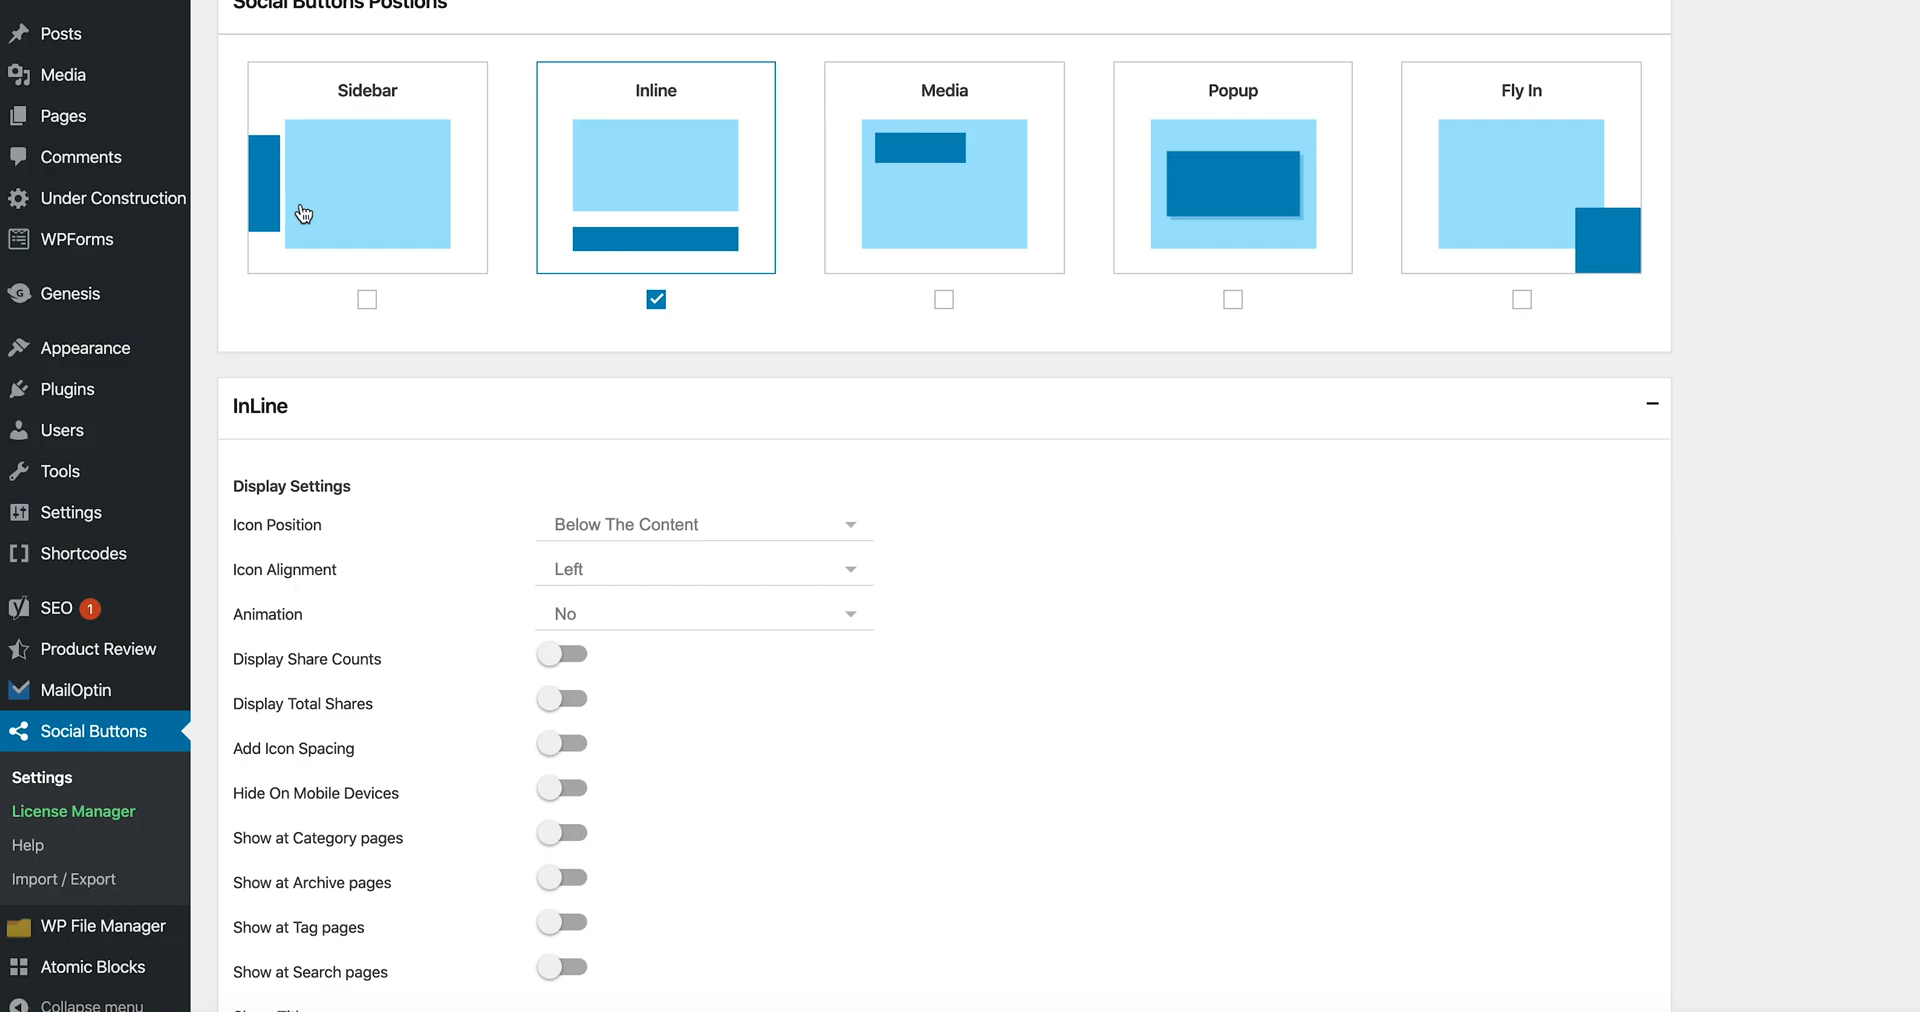 Social Buttons Postions
Posts
Media
Pages
Comments
Under Construction
WPForms
Genesis
Appearance
Plugins
Users
Tools
Settings
Shortcodes
SEO 1
Product Review
MailOptin
Social Buttons
Settings
License Manager
Help
Import / Export
WP File Manager
Atomic Blocks
Collapse menu
Sidebar
Inline
Media
Popup
Fly In
InLine
Display Settings
Icon Position Below The Content
Icon Alignment Left
Animation No
Display Share Counts
Display Total Shares
Add Icon Spacing
Hide On Mobile Devices
Show at Category pages
Show at Archive pages
Show at Tag pages
Show at Search pages